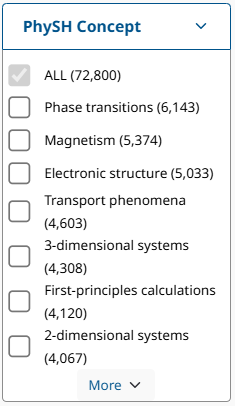 PhySH Concept
ALL (72,800)
Phase transitions (6,143)
Magnetism (5,374)
Electronic structure (5,033)
Transport phenomena
(4,603)
3-dimensional systems
(4,308)
First-principles calculations
(4,120)
2-dimensional systems
(4,067)
More